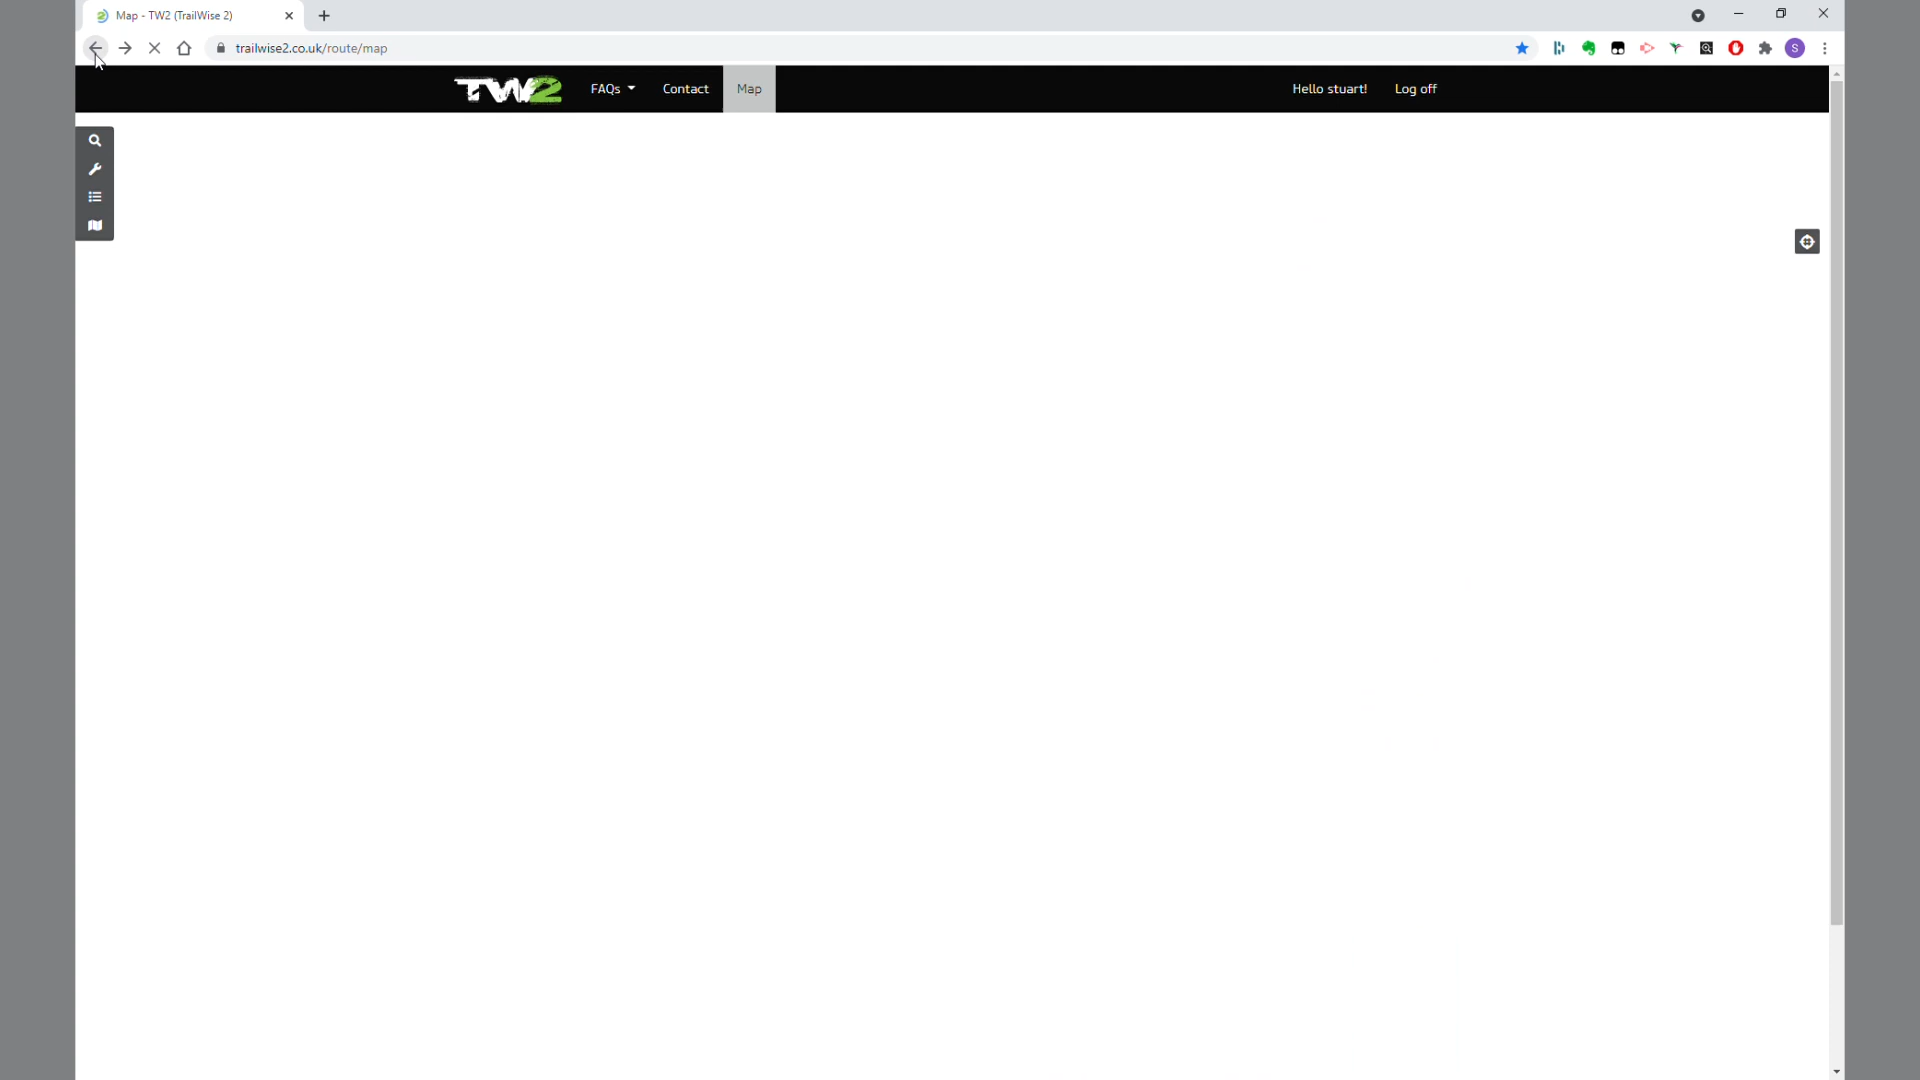 Map - TW2 (TrailWise 2)
trailwise2.co.uk/route/map
S
TW2
FAQs
Contact
Map
Hello stuart!
Log off